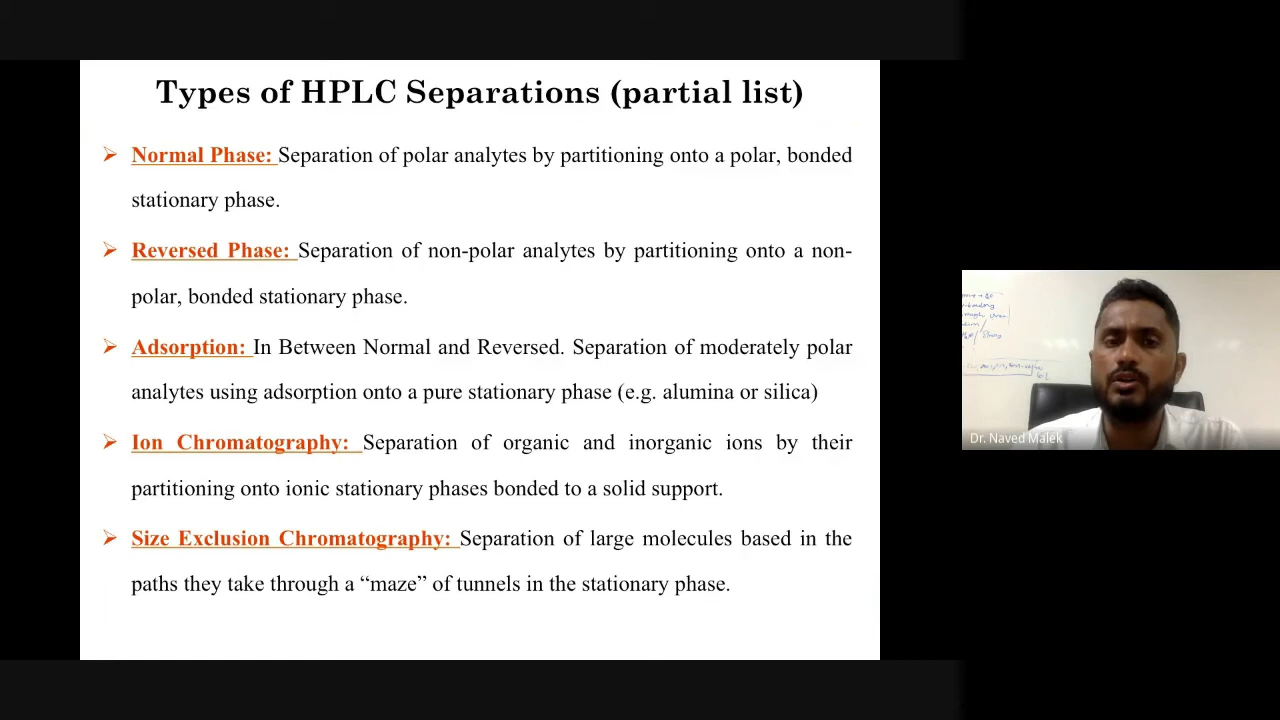 Types of HPLC Separations (partial list)
➢ Normal Phase: Separation of polar analytes by partitioning onto a polar, bonded
stationary phase.
➢ Reversed Phase: Separation of non-polar analytes by partitioning onto a non-
polar, bonded stationary phase.
➢ Adsorption: In Between Normal and Reversed. Separation of moderately polar
analytes using adsorption onto a pure stationary phase (e.g. alumina or silica)
➢ Ion Chromatography: Separation of organic and inorganic ions by their
partitioning onto ionic stationary phases bonded to a solid support.
➢ Size Exclusion Chromatography: Separation of large molecules based in the
paths they take through a “maze” of tunnels in the stationary phase.
Dr. Naved Malek